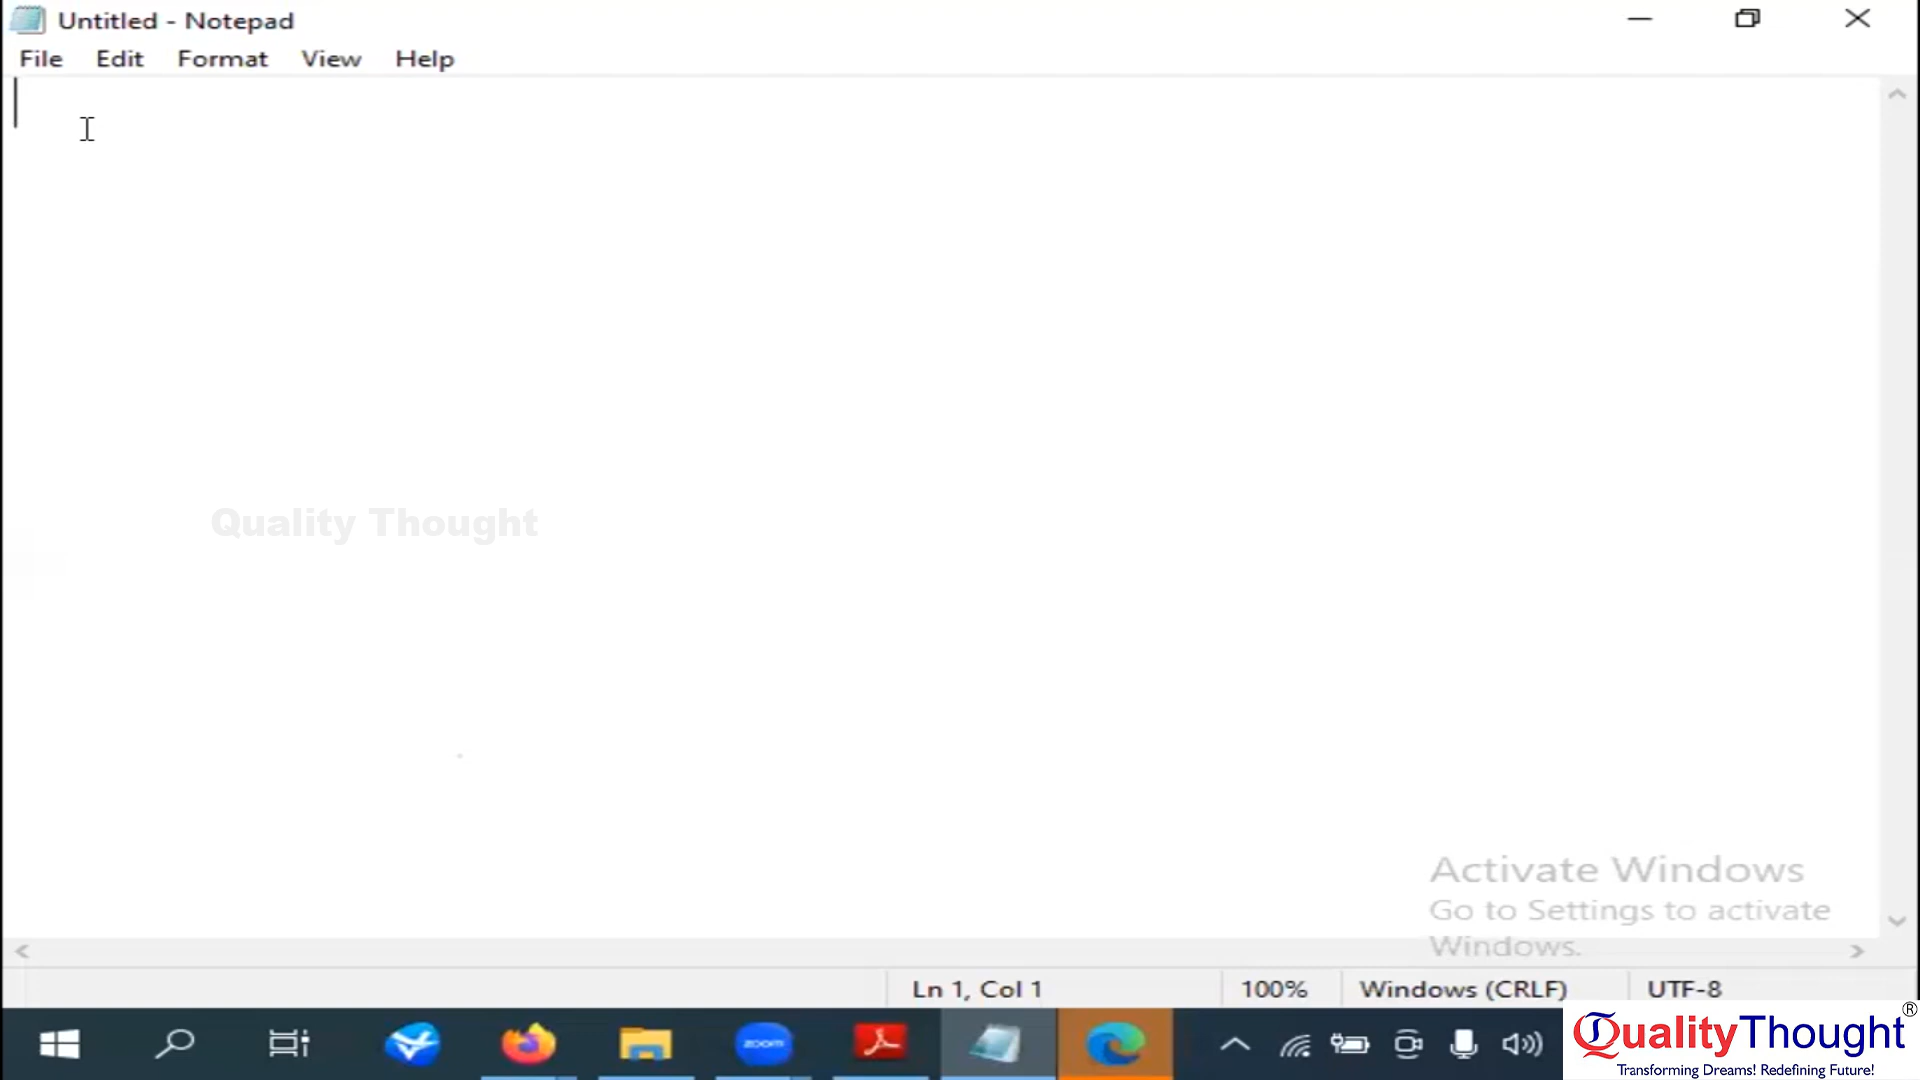 Untitled - Notepad
File Edit Format View Help
Quality Thought
Activate Windows
Go to Settings to activate
Windows.
Ln 1, Col 1 100% Windows (CRLF) UTF-8
zoom
QualityThought®
Transforming Dreams! Redefining Future!